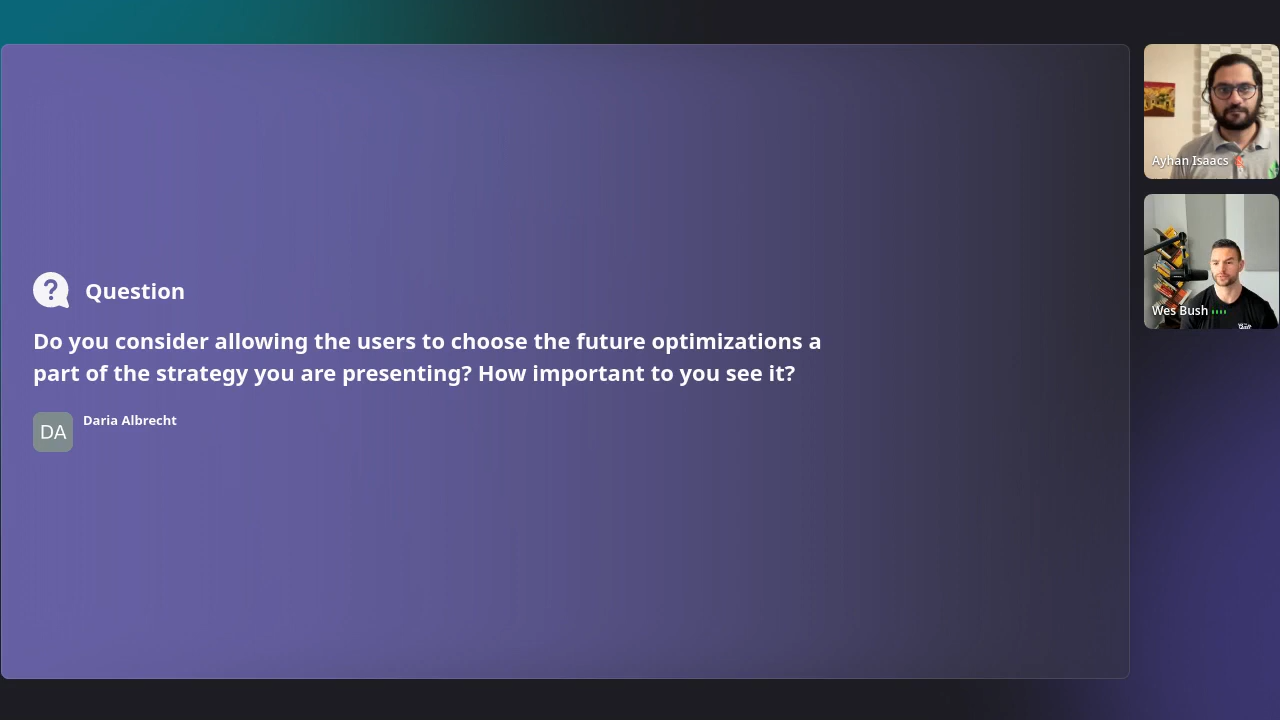 Question
Do you consider allowing the users to choose the future optimizations a
part of the strategy you are presenting? How important to you see it?
DA
Daria Albrecht
Ayhan Isaacs
Wes Bush